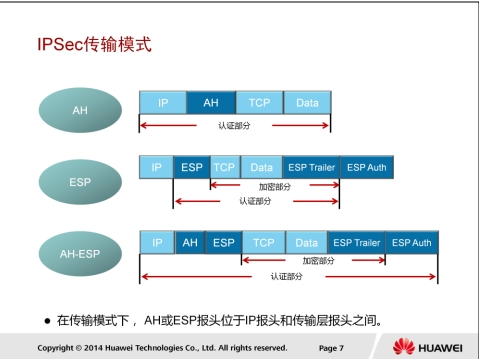 IPSec传输模式
AH
IP AH TCP Data
认证部分
ESP
IP ESP TCP Data ESP Trailer ESP Auth
加密部分
认证部分
AH-ESP
IP AH ESP TCP Data ESP Trailer ESP Auth
加密部分
认证部分
● 在传输模式下，AH或ESP报头位于IP报头和传输层报头之间。
Copyright © 2014 Huawei Technologies Co., Ltd. All rights reserved. Page 7 HUAWEI